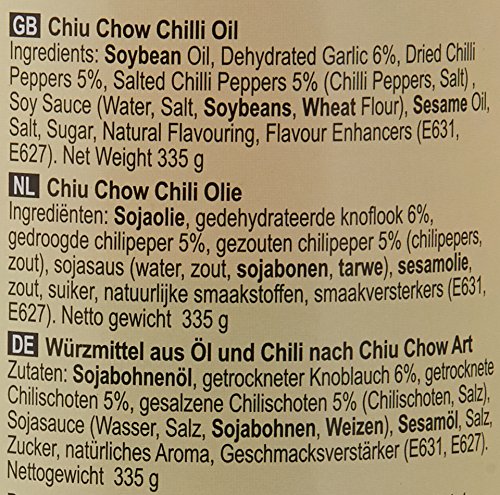 GB Chiu Chow Chilli Oil
Ingredients: Soybean Oil, Dehydrated Garlic 6%, Dried Chilli
Peppers 5%, Salted Chilli Peppers 5% (Chilli Peppers, Salt) ,
Soy Sauce (Water, Salt, Soybeans, Wheat Flour), Sesame Oil,
Salt, Sugar, Natural Flavouring, Flavour Enhancers (E631,
E627). Net Weight 335 g
NL Chiu Chow Chili Olie
Ingrediënten: Sojaolie, gedehydrateerde knoflook 6%,
gedroogde chilipeper 5%, gezouten chilipeper 5% (chilipepers,
zout), sojasaus (water, zout, sojabonen, tarwe), sesamolie,
zout, suiker, natuurlijke smaakstoffen, smaakversterkers (E631,
E627). Netto gewicht 335 g
DE Würzmittel aus Öl und Chili nach Chiu Chow Art
Zutaten: Sojabohnenöl, getrockneter Knoblauch 6%, getrocknete
Chilischoten 5%, gesalzene Chilischoten 5% (Chilischoten, Salz),
Sojasauce (Wasser, Salz, Sojabohnen, Weizen), Sesamöl, Salz,
Zucker, natürliches Aroma, Geschmacksverstärker (E631, E627).
Nettogewicht 335 g